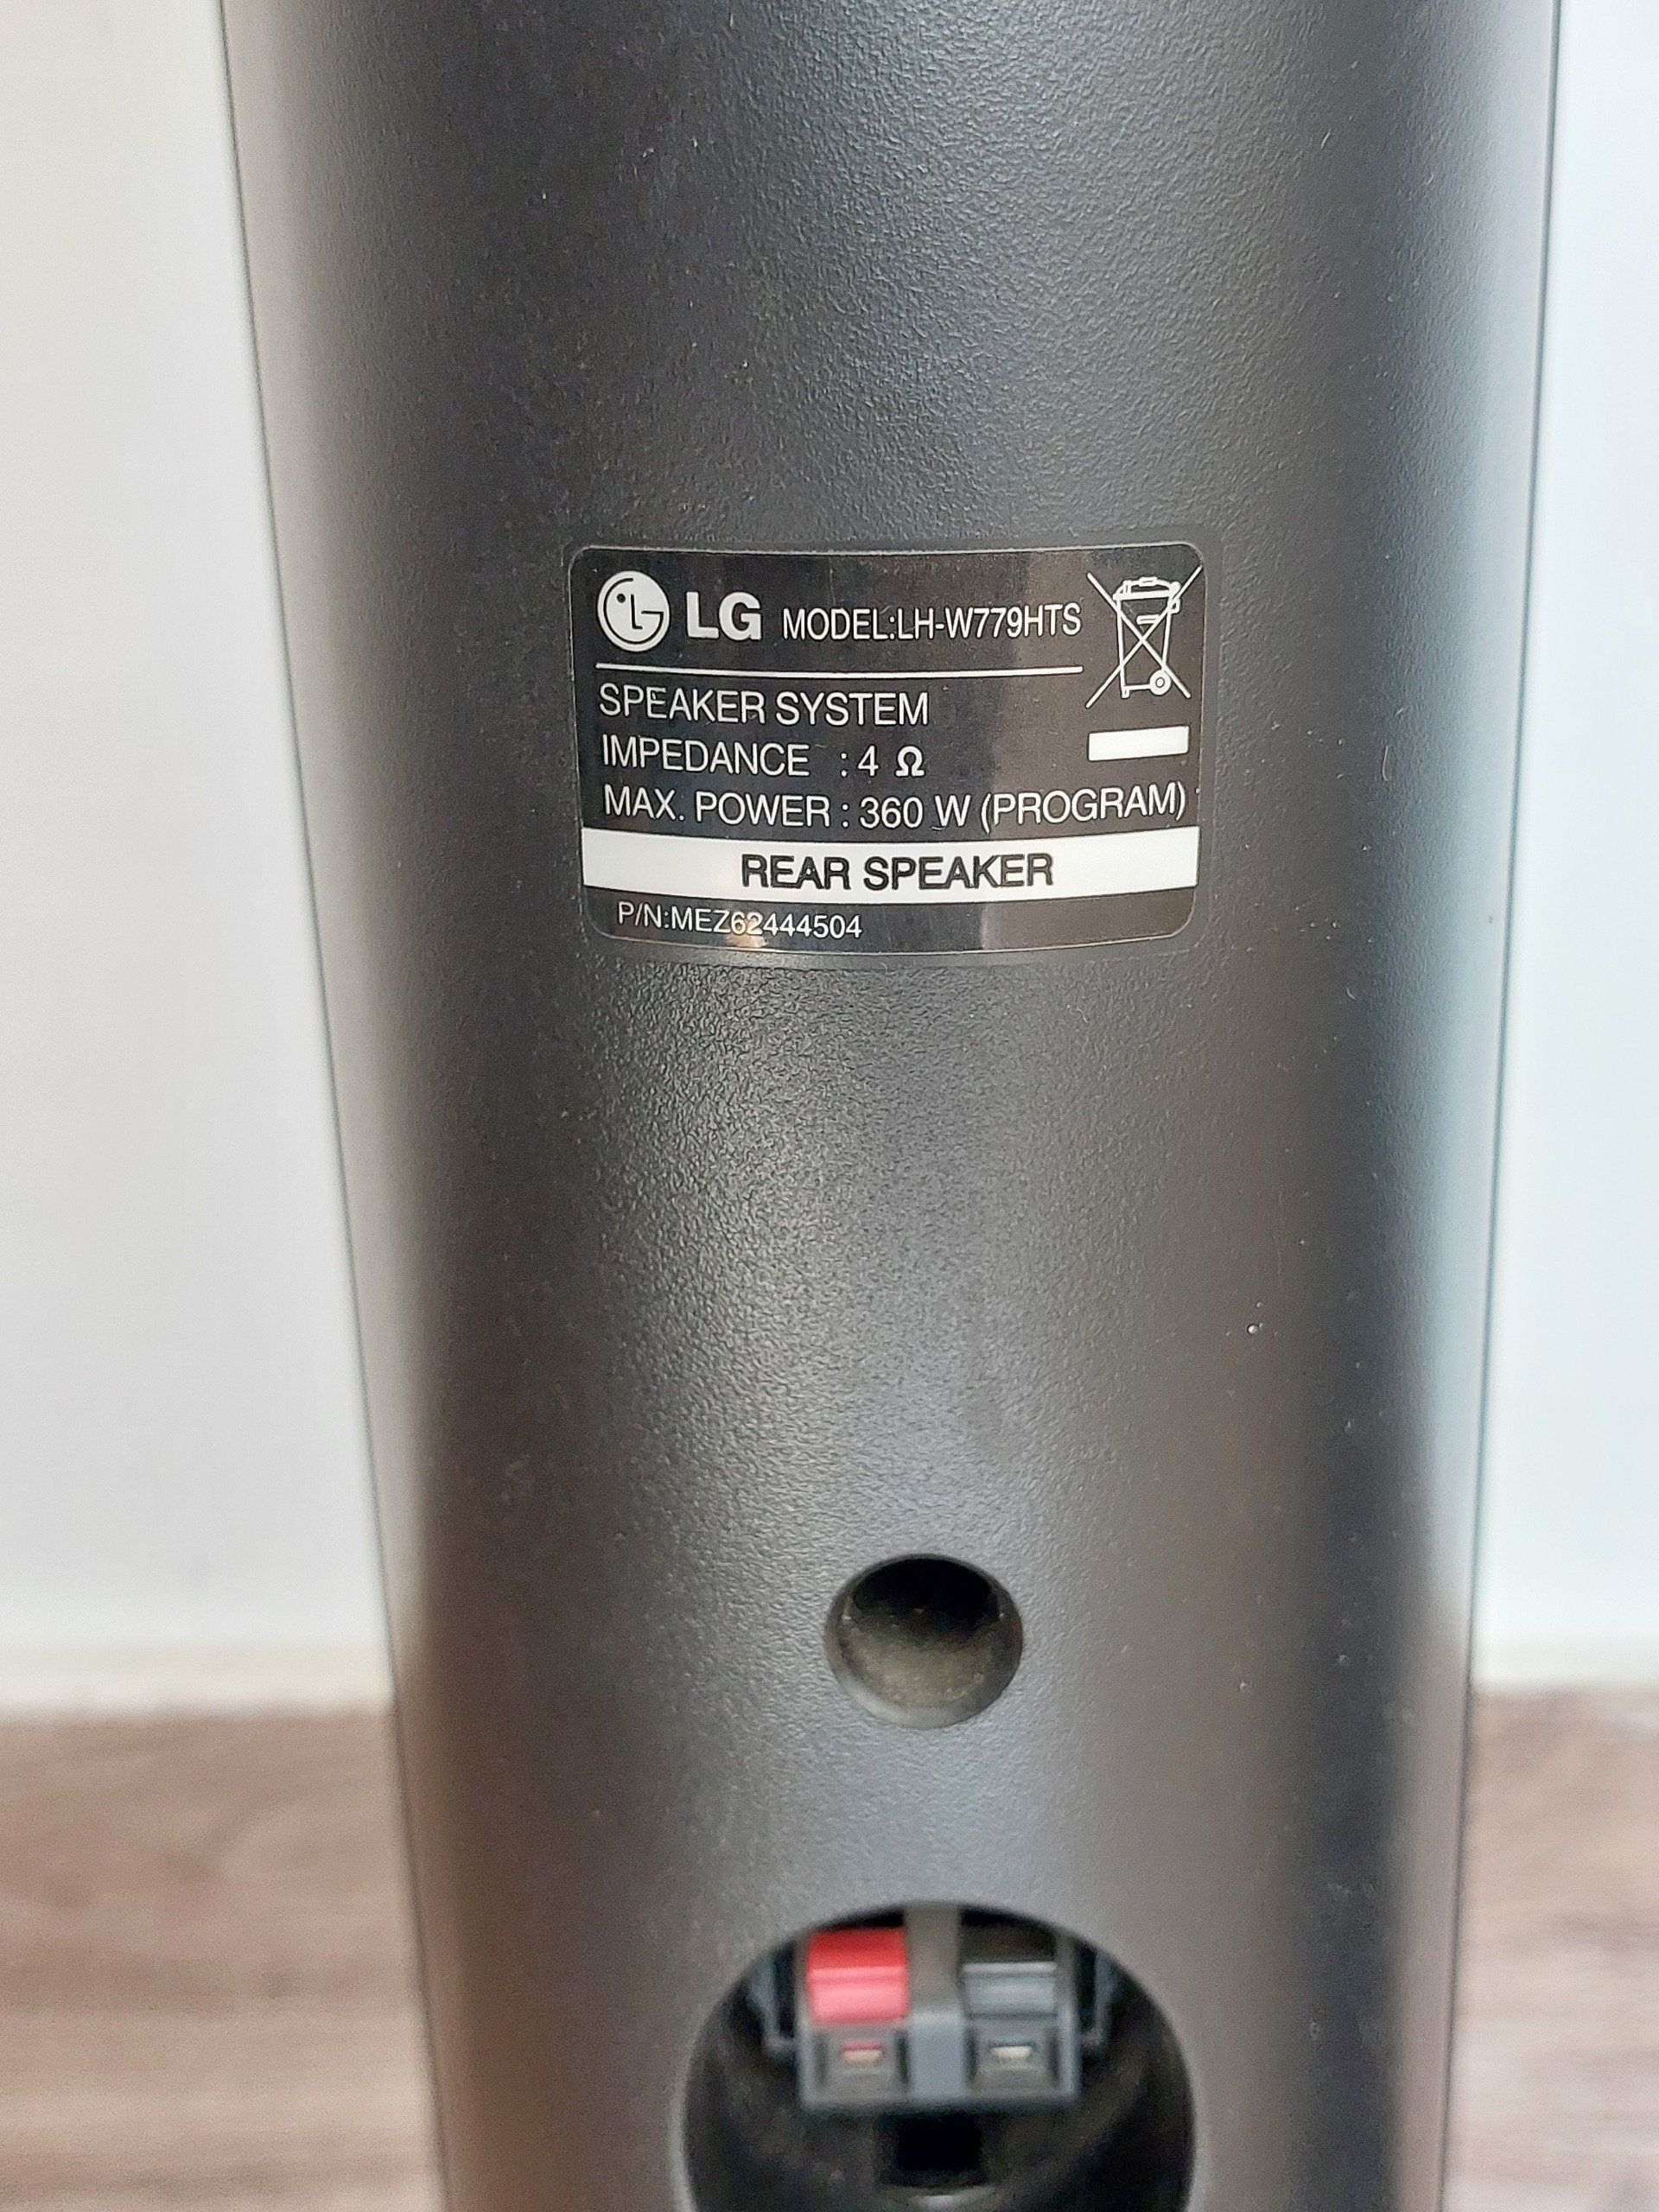 LG MODEL:LH-W779HTS
SPEAKER SYSTEM
IMPEDANCE : 4 Ω
MAX. POWER : 360 W (PROGRAM)
REAR SPEAKER
P/N:MEZ62444504